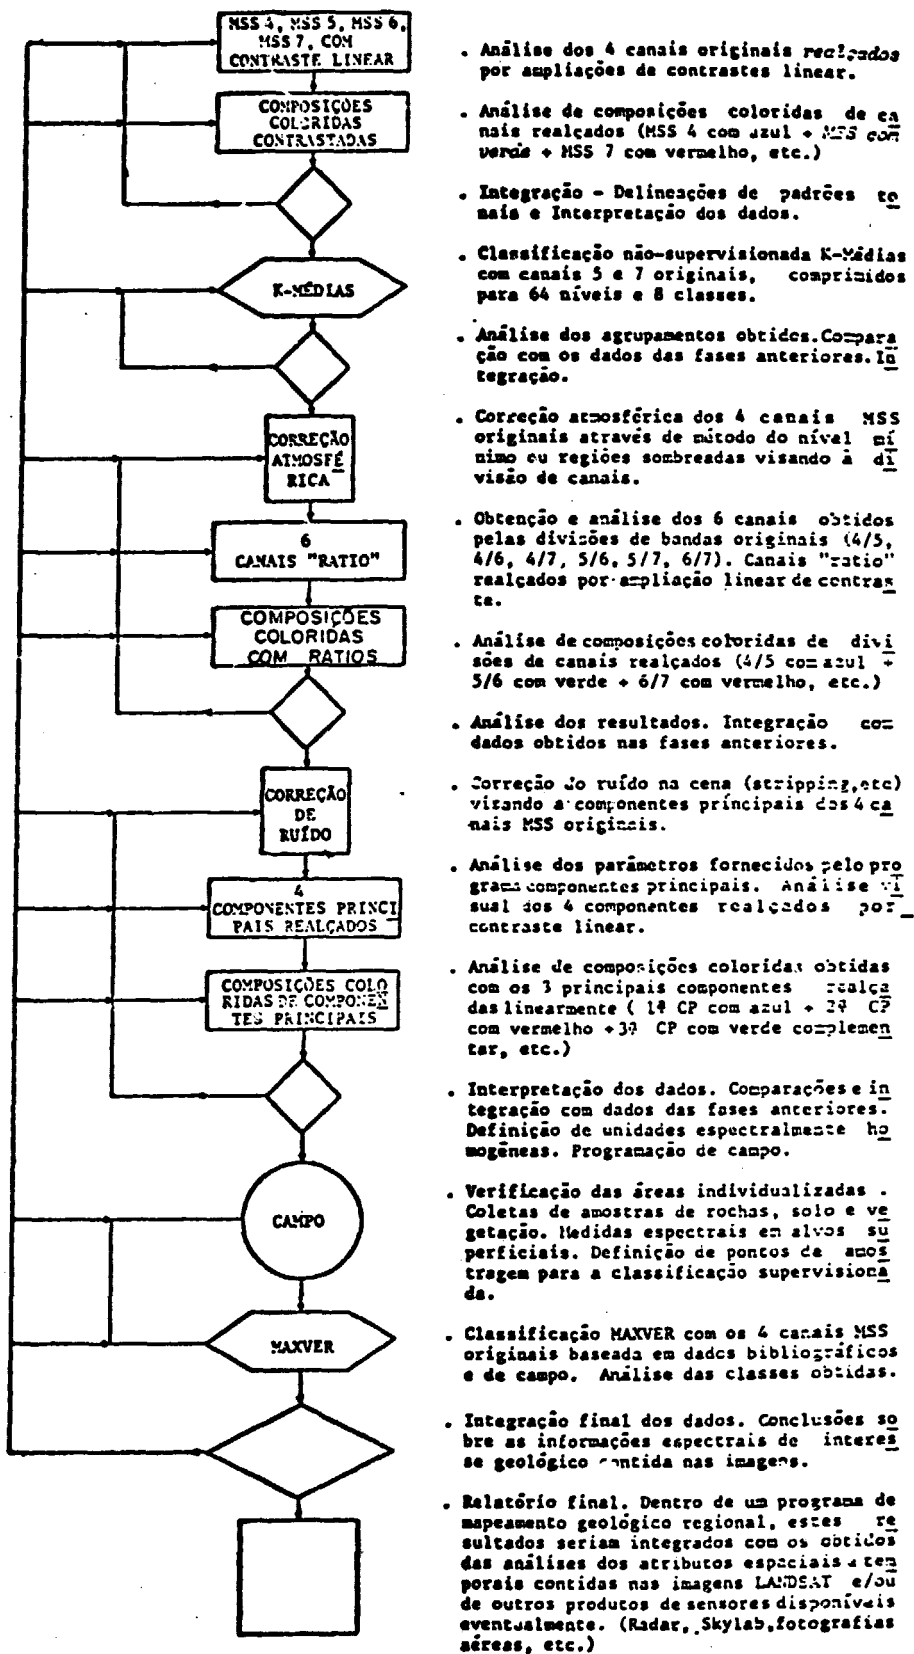 MSS 4, MSS 5, MSS 6,
MSS 7, COM
CONTRASTE LINEAR
COMPOSIÇÕES
COLORIDAS
CONTRASTADAS
K-MÉDIAS
CORREÇÃO
ATMOSFÉ
RICA
6
CANAIS "RATIO"
COMPOSIÇÕES
COLORIDAS
COM RATIOS
CORREÇÃO
DE
RUÍDO
4
COMPONENTES PRINCI
PAIS REALÇADOS
COMPOSIÇÕES COLO
RIDAS DE COMPONEN
TES PRINCIPAIS
CAMPO
MAXVER
. Análise dos 4 canais originais realçados
por ampliações de contrastes linear.
. Análise de composições coloridas de ca
nais realçados (MSS 4 com azul + MSS com
verde + MSS 7 com vermelho, etc.)
. Integração - Delineações de padrões to
nais e Interpretação dos dados.
. Classificação não-supervisionada K-Médias
com canais 5 e 7 originais, comprimidos
para 64 níveis e 8 classes.
. Análise dos agrupamentos obtidos. Compara
ção com os dados das fases anteriores. In
tegração.
. Correção atmosférica dos 4 canais MSS
originais através de método do nível mí
nimo ou regiões sombreadas visando à di
visão de canais.
. Obtenção e análise dos 6 canais obtidos
pelas divisões de bandas originais (4/5,
4/6, 4/7, 5/6, 5/7, 6/7). Canais "ratio"
realçados por ampliação linear de contras
te.
. Análise de composições coloridas de divi
sões de canais realçados (4/5 com azul +
5/6 com verde + 6/7 com vermelho, etc.)
. Análise dos resultados. Integração com
dados obtidos nas fases anteriores.
. Correção do ruído na cena (stripping,etc)
visando a componentes principais dos 4 ca
nais MSS originais.
. Análise dos parâmetros fornecidos pelo pro
grama componentes principais. Análise vi
sual dos 4 componentes realçados por
contraste linear.
. Análise de composições coloridas obtidas
com os 3 principais componentes realça
das linearmente ( 1ª CP com azul + 2ª CP
com vermelho + 3ª CP com verde complemen
tar, etc.)
. Interpretação dos dados. Comparações e in
tegração com dados das fases anteriores.
Definição de unidades espectralmente ho
mogêneas. Programação de campo.
. Verificação das áreas individualizadas .
Coletas de amostras de rochas, solo e ve
getação. Medidas espectrais em alvos su
perficiais. Definição de pontos de amos
tragem para a classificação supervisiona
da.
. Classificação MAXVER com os 4 canais MSS
originais baseada em dados bibliográficos
e de campo. Análise das classes obtidas.
. Integração final dos dados. Conclusões so
bre as informações espectrais de interes
se geológico contida nas imagens.
. Relatório final. Dentro de um programa de
mapeamento geológico regional, estes re
sultados seriam integrados com os obtidos
das análises dos atributos espaciais e tem
porais contidas nas imagens LANDSAT e/ou
de outros produtos de sensores disponíveis
eventualmente. (Radar, Skylab, fotografias
aéreas, etc.)